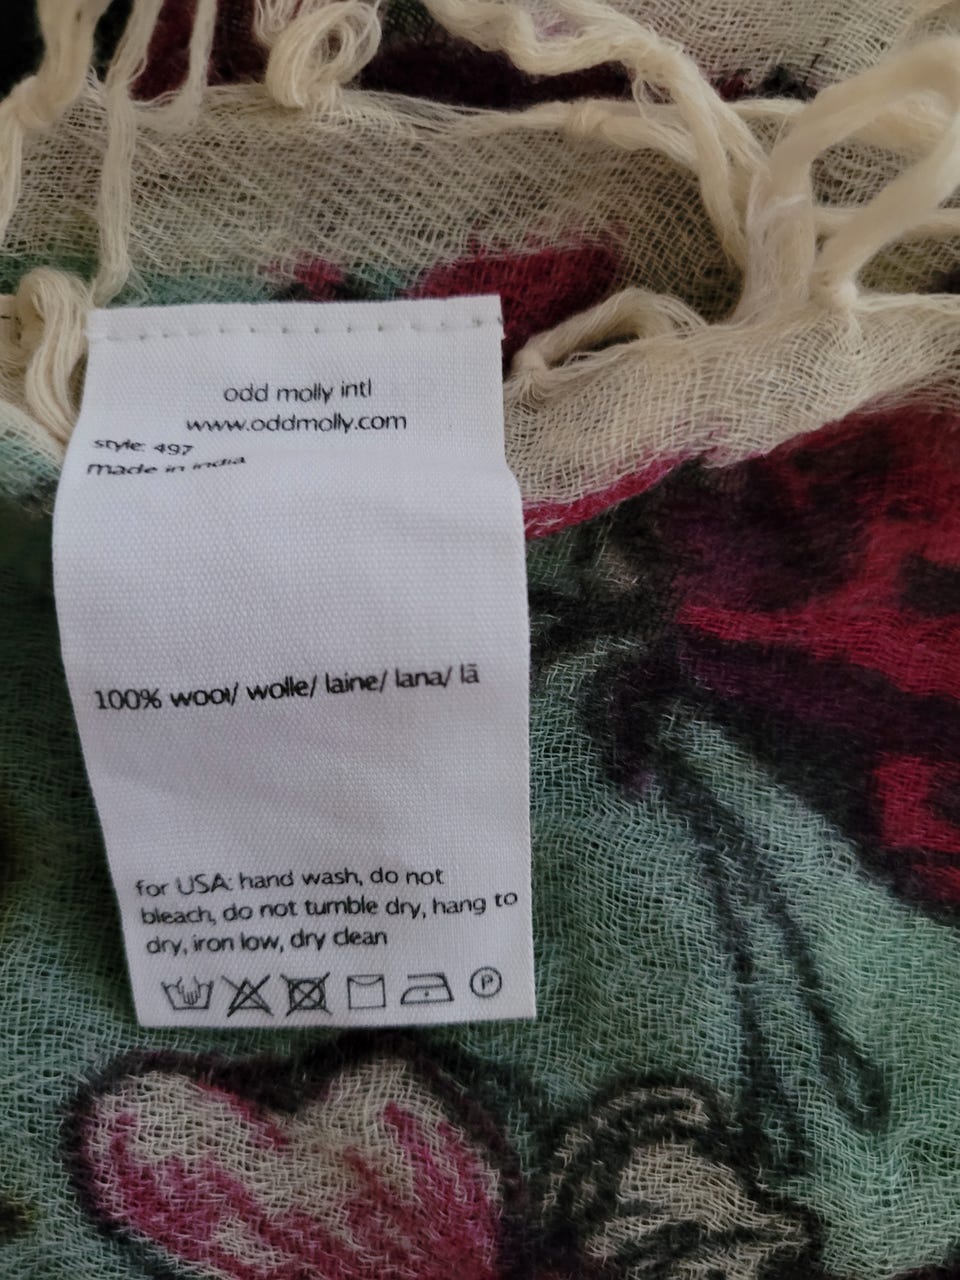 odd molly intl
www.oddmolly.com
style: 497
made in india
100% wool/ wolle/ laine/ lana/ lã
for USA: hand wash, do not
bleach, do not tumble dry, hang to
dry, iron low, dry clean
P